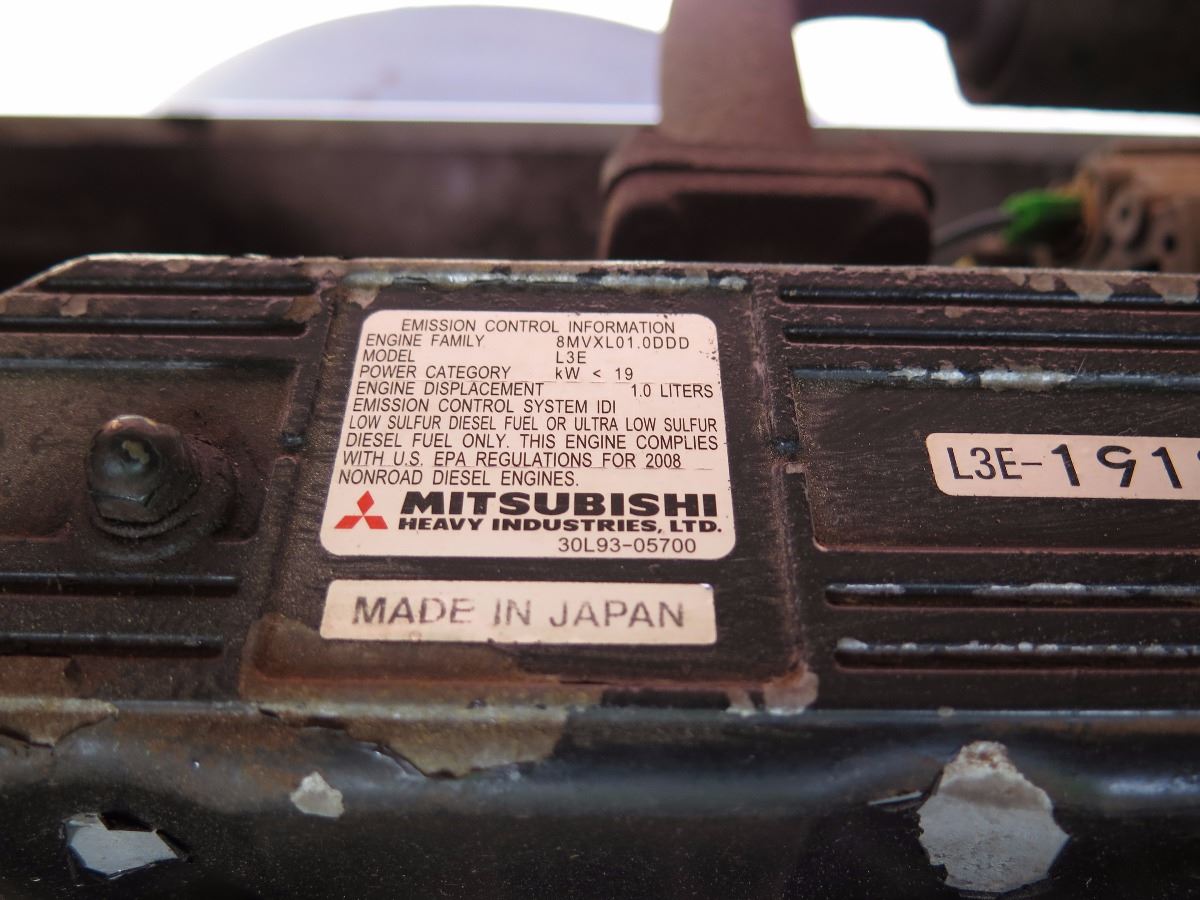 EMISSION CONTROL INFORMATION
ENGINE FAMILY 8MVXL01.0DDD
MODEL L3E
POWER CATEGORY kW < 19
ENGINE DISPLACEMENT 1.0 LITERS
EMISSION CONTROL SYSTEM IDI
LOW SULFUR DIESEL FUEL OR ULTRA LOW SULFUR
DIESEL FUEL ONLY. THIS ENGINE COMPLIES
WITH U.S. EPA REGULATIONS FOR 2008
NONROAD DIESEL ENGINES.
MITSUBISHI
HEAVY INDUSTRIES, LTD.
30L93-05700
MADE IN JAPAN
L3E-191